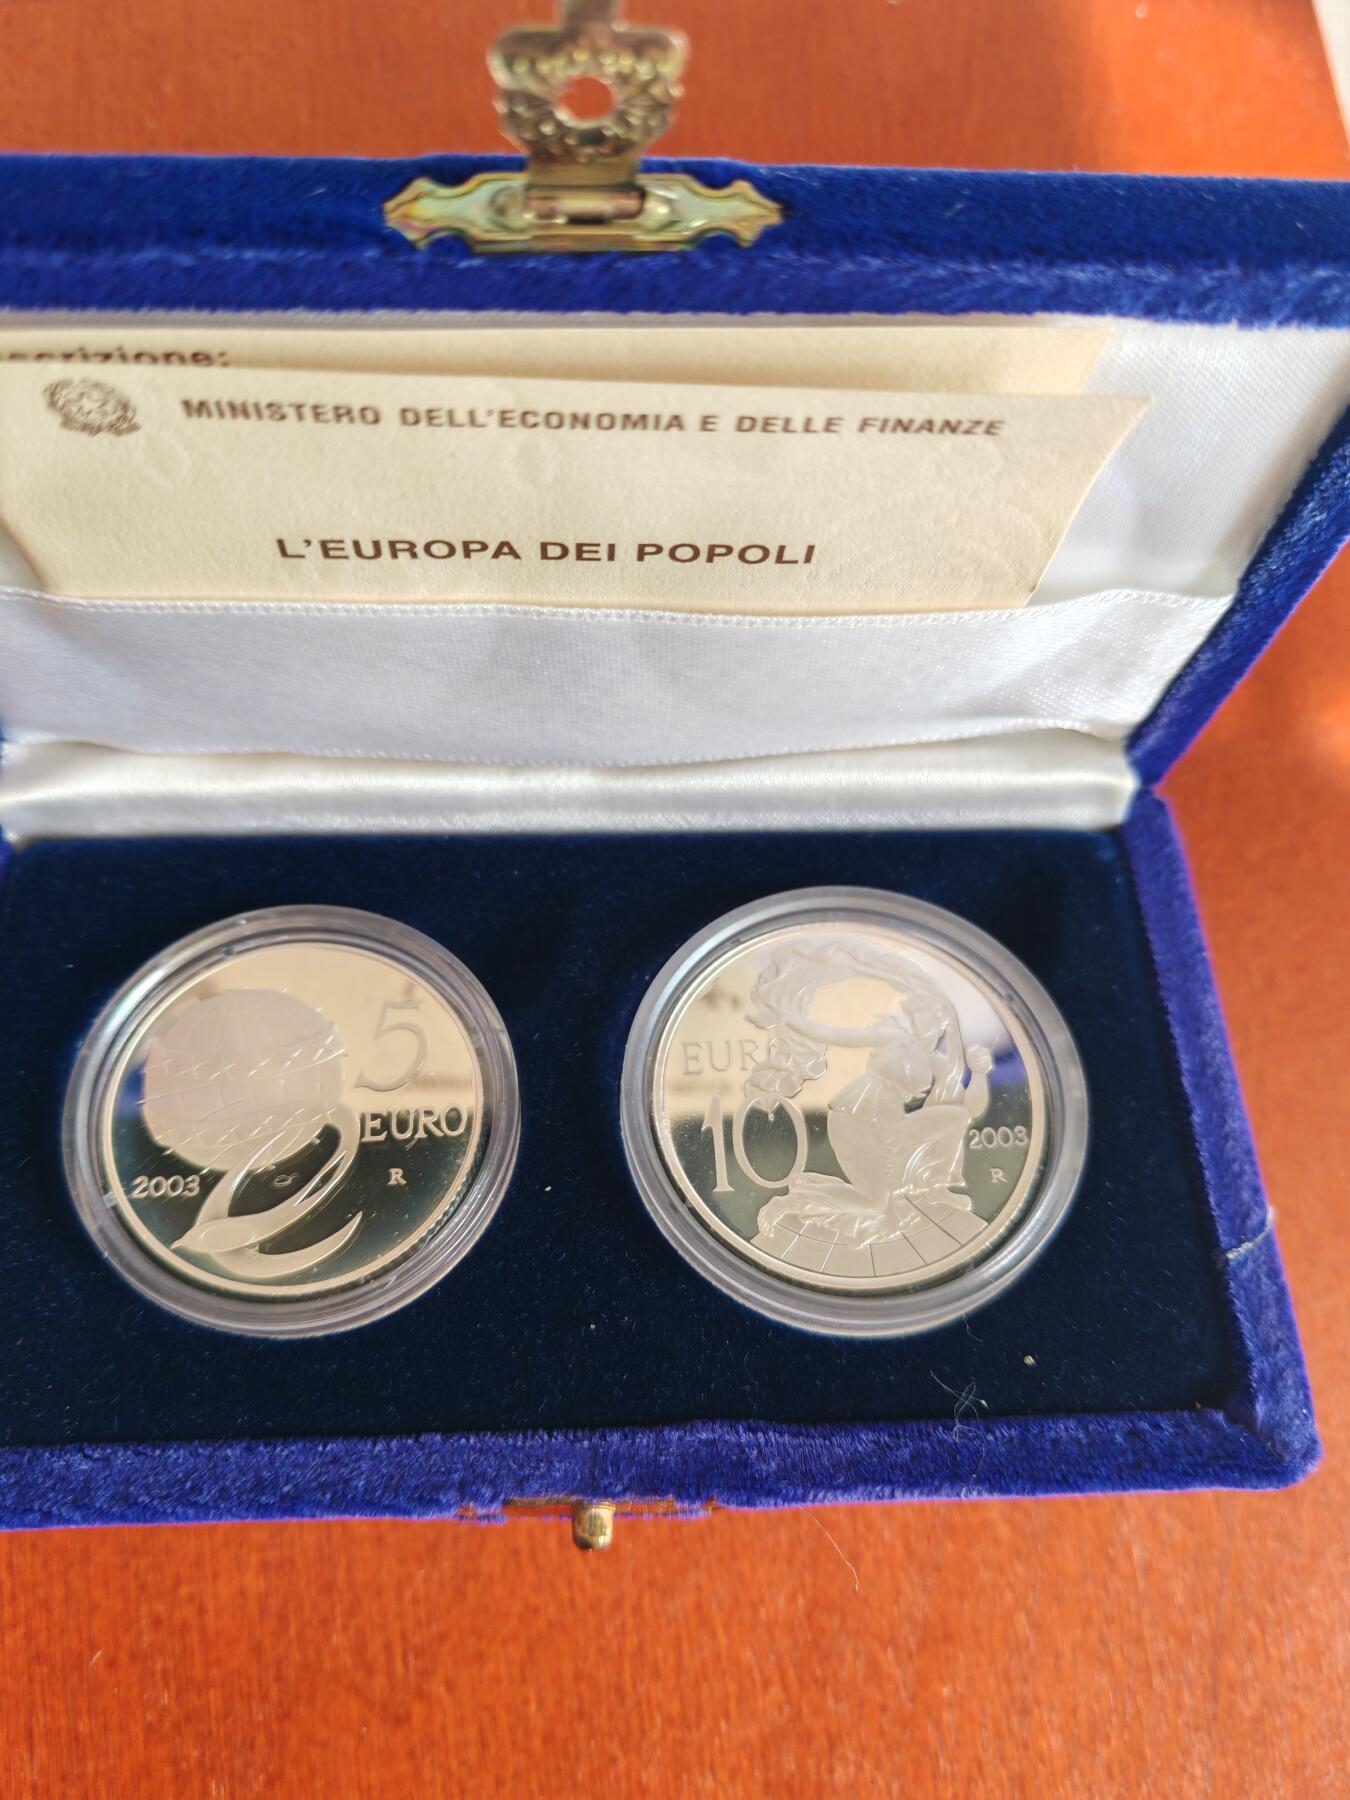 MINISTERO DELL'ECONOMIA E DELLE FINANZE
L'EUROPA DEI POPOLI
5
EURO
2003
R
EURO
10
2003
R